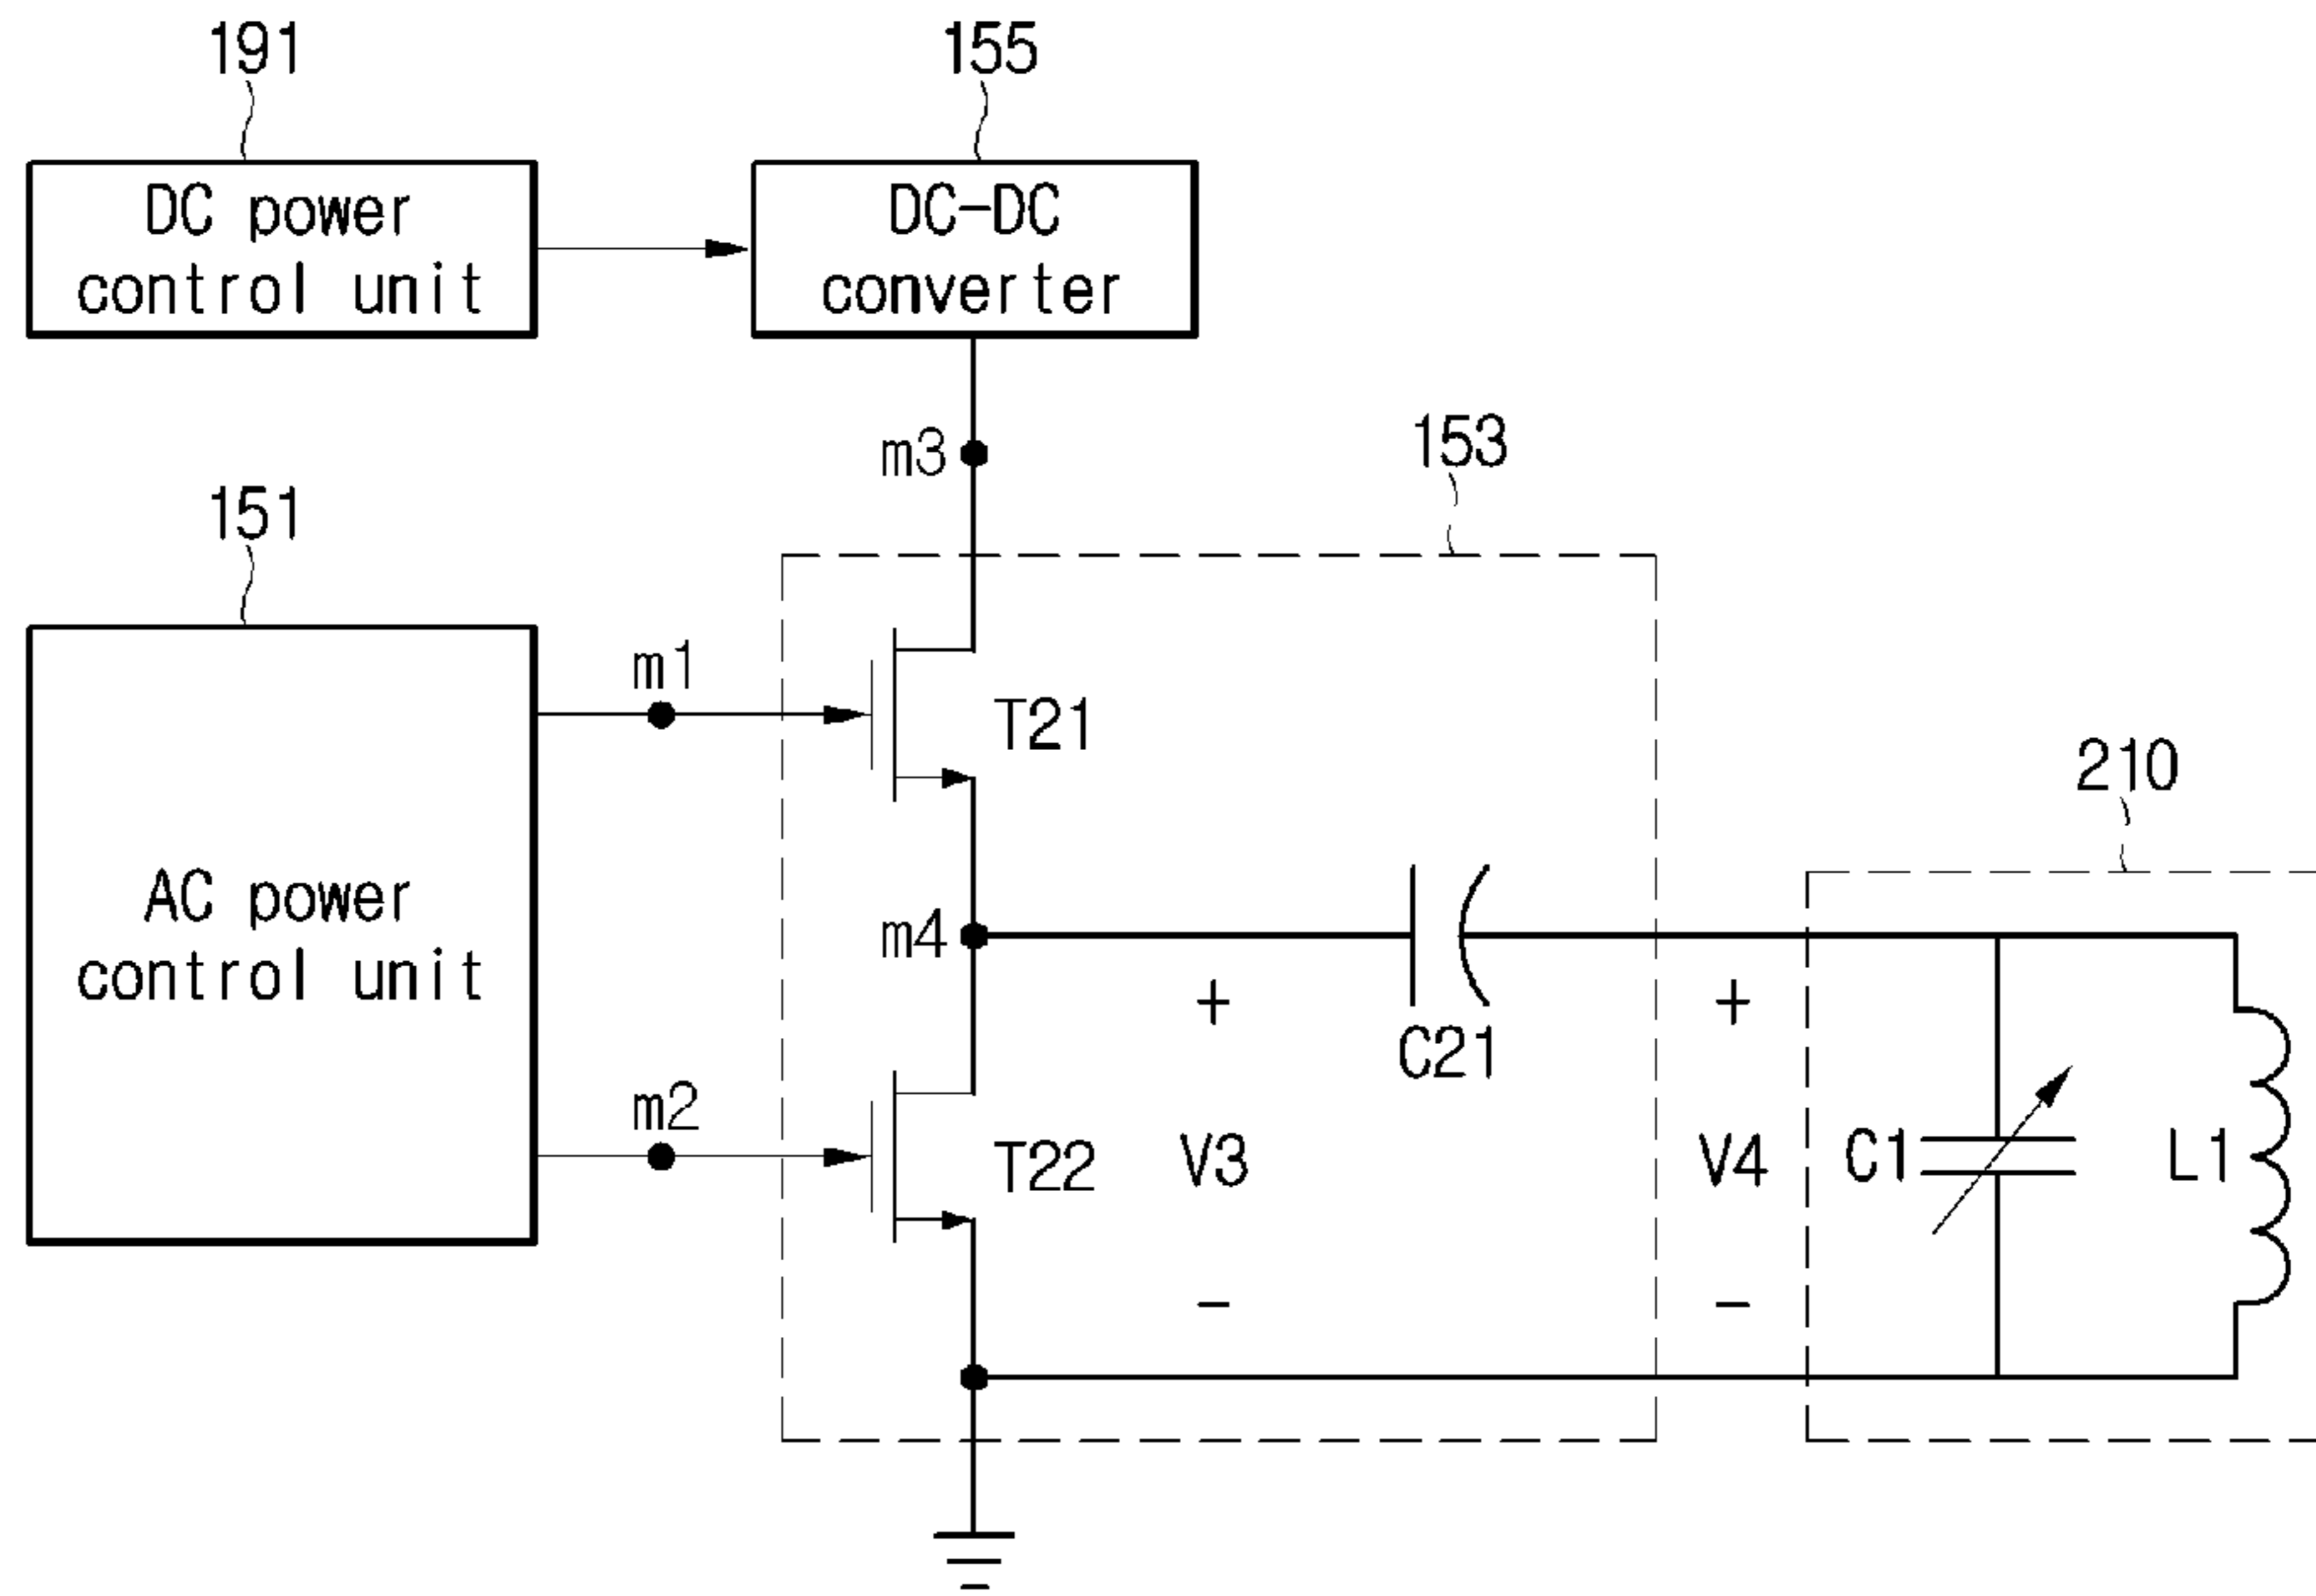 191
155
DC power
control unit
DC-DC
converter
m3
153
151
m1
T21
210
AC power
control unit
m4
+
+
C21
m2
T22
V3
V4
C1
L1
-
-